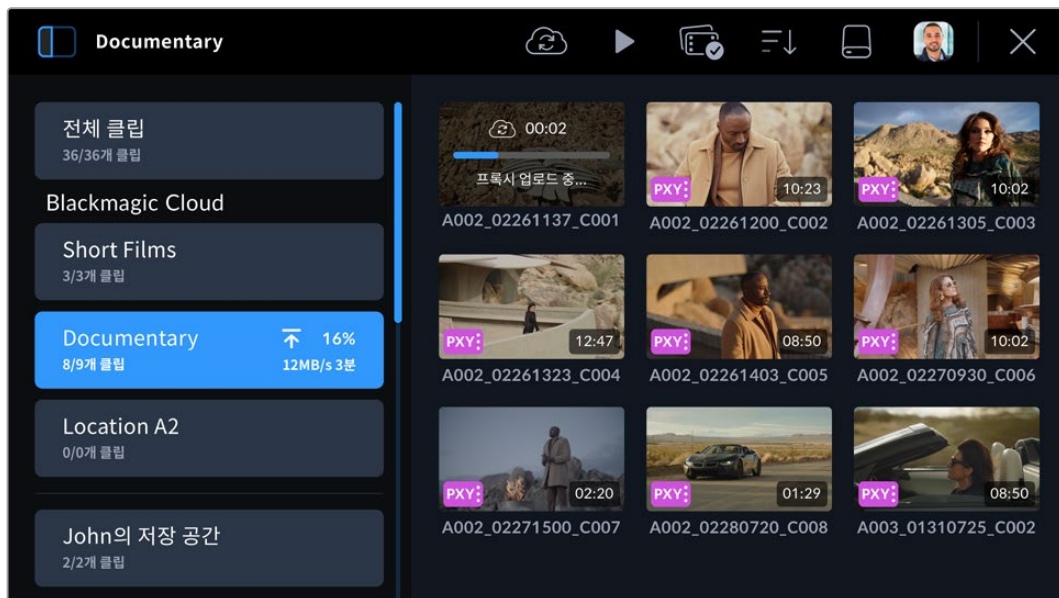 Documentary
전체 클립
36/36개 클립
Blackmagic Cloud
Short Films
3/3개 클립
Documentary 16%
8/9개 클립 12MB/s 3분
Location A2
0/0개 클립
John의 저장 공간
2/2개 클립
00:02
프록시 업로드 중...
A002_02261137_C001
PXY 10:23
A002_02261200_C002
PXY 10:02
A002_02261305_C003
PXY 12:47
A002_02261323_C004
PXY 08:50
A002_02261403_C005
PXY 10:02
A002_02270930_C006
PXY 02:20
A002_02271500_C007
PXY 01:29
A002_02280720_C008
PXY 08:50
A003_01310725_C002